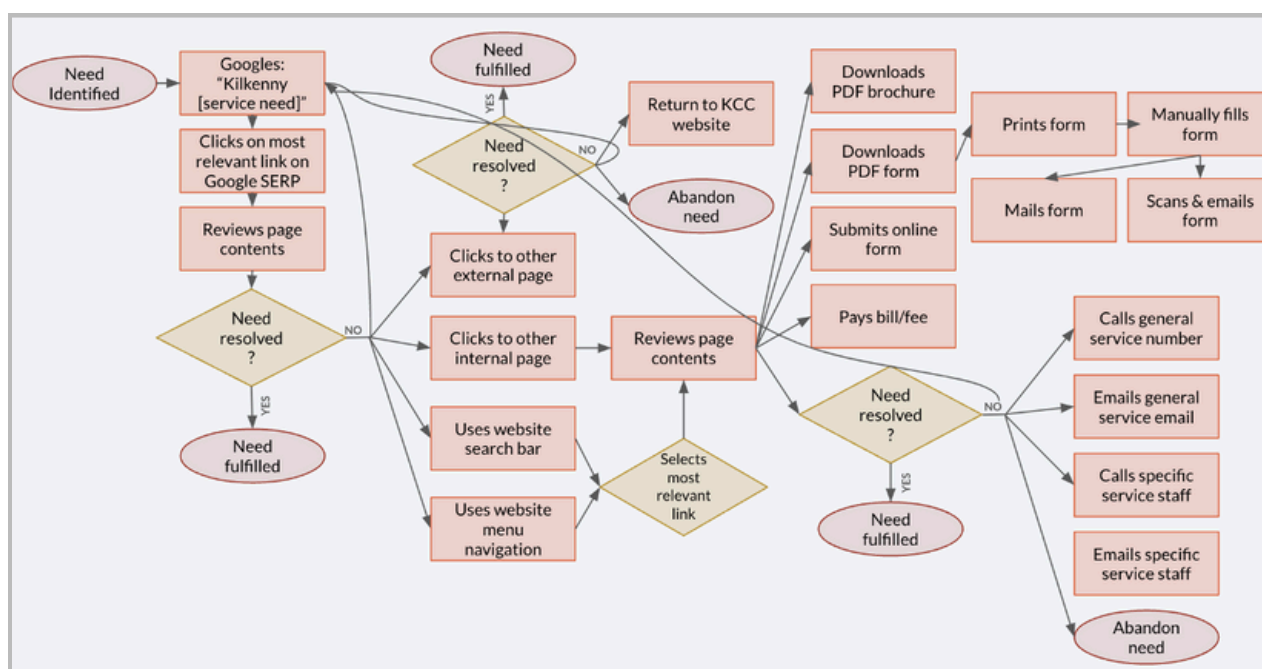 Need
Identified
Googles:
“Kilkenny
[service need]”
Clicks on most
relevant link on
Google SERP
Reviews page
contents
Need
resolved
?
NO
YES
Need
fulfilled
Need
fulfilled
YES
Need
resolved
?
NO
Return to KCC
website
Abandon
need
Clicks to other
external page
Clicks to other
internal page
Uses website
search bar
Uses website
menu
navigation
Selects
most
relevant
link
Reviews page
contents
Downloads
PDF brochure
Downloads
PDF form
Submits online
form
Pays bill/fee
Prints form
Manually fills
form
Mails form
Scans & emails
form
Need
resolved
?
NO
YES
Need
fulfilled
Calls general
service number
Emails general
service email
Calls specific
service staff
Emails specific
service staff
Abandon
need